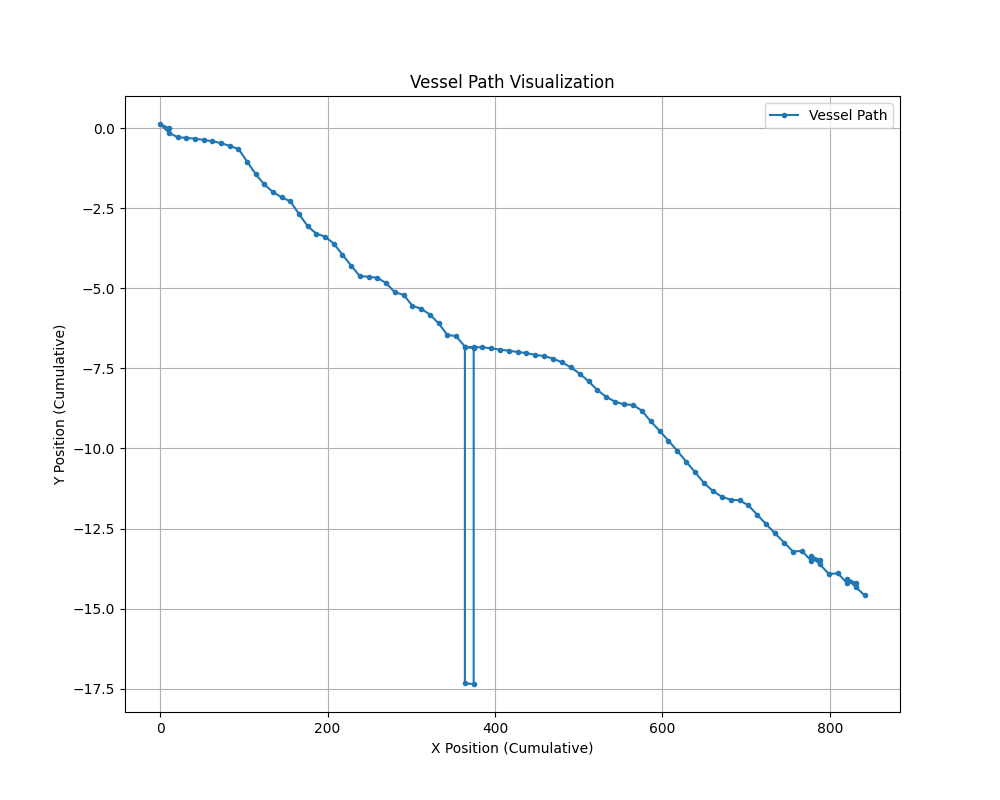 Vessel Path Visualization
Vessel Path
0.0
−2.5
−5.0
−7.5
−10.0
−12.5
−15.0
−17.5
Y Position (Cumulative)
0 200 400 600 800
X Position (Cumulative)